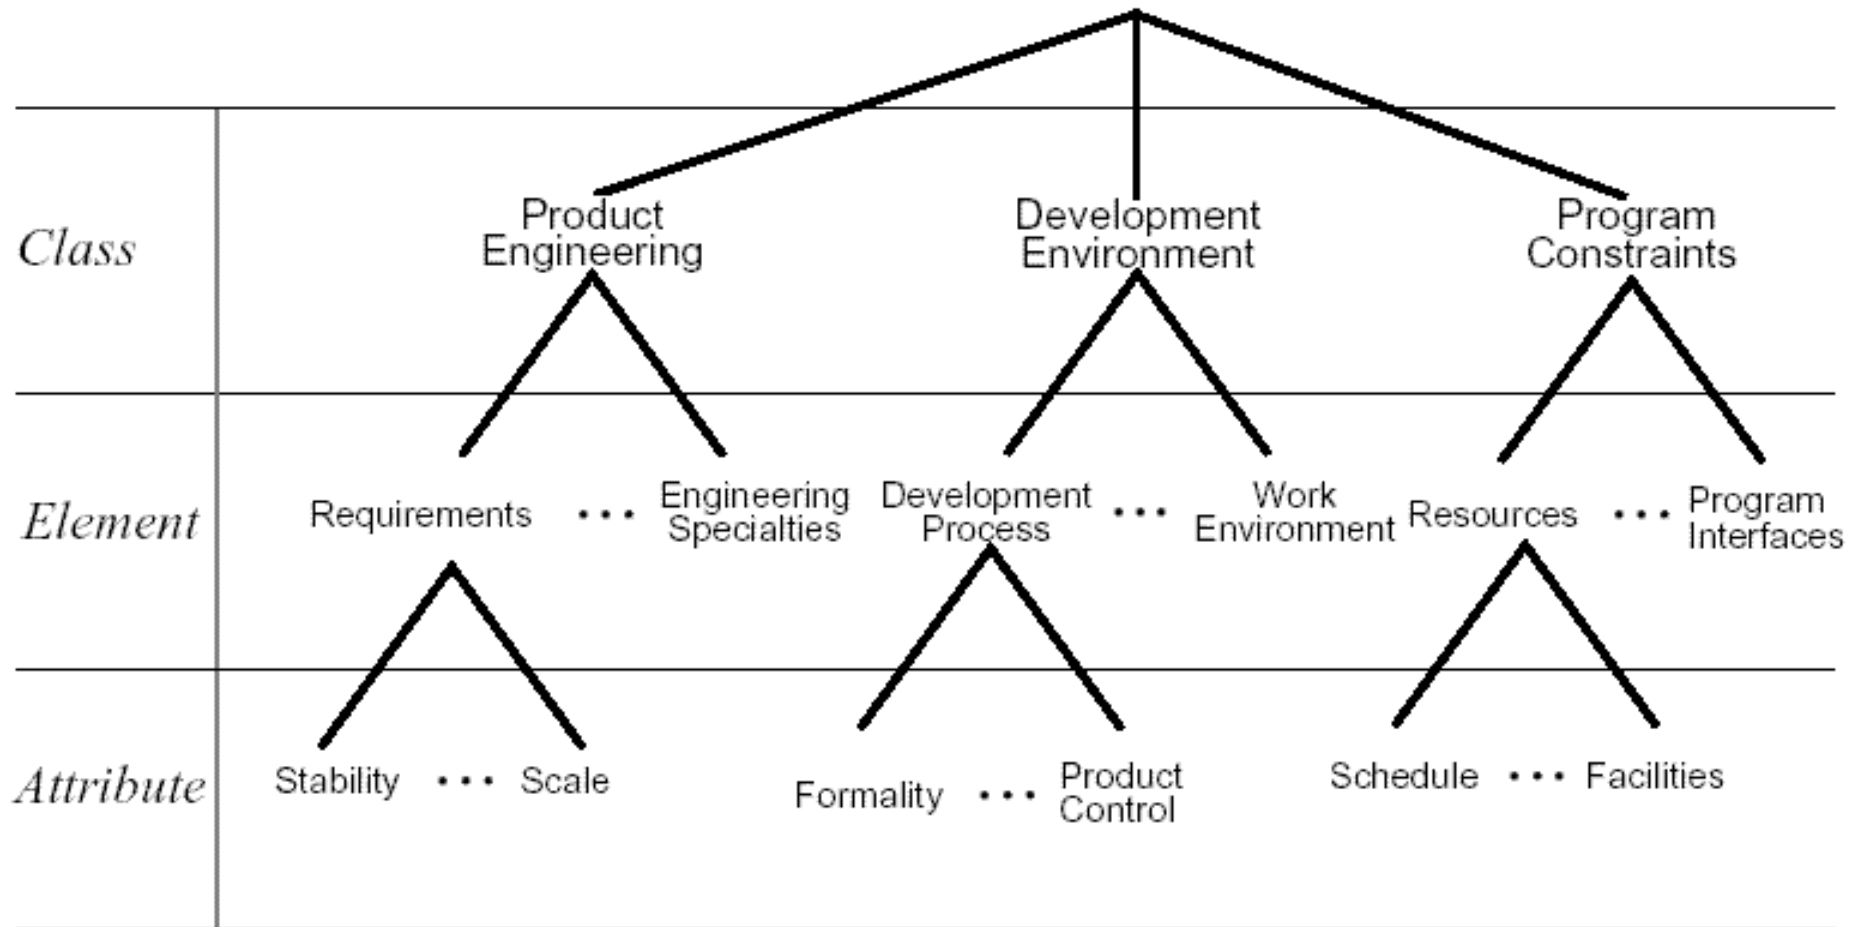 Class
Product
Engineering
Development
Environment
Program
Constraints
Element
Requirements
...
Engineering
Specialties
Development
Process
...
Work
Environment
Resources
...
Program
Interfaces
Attribute
Stability ... Scale
Formality
...
Product
Control
Schedule ... Facilities